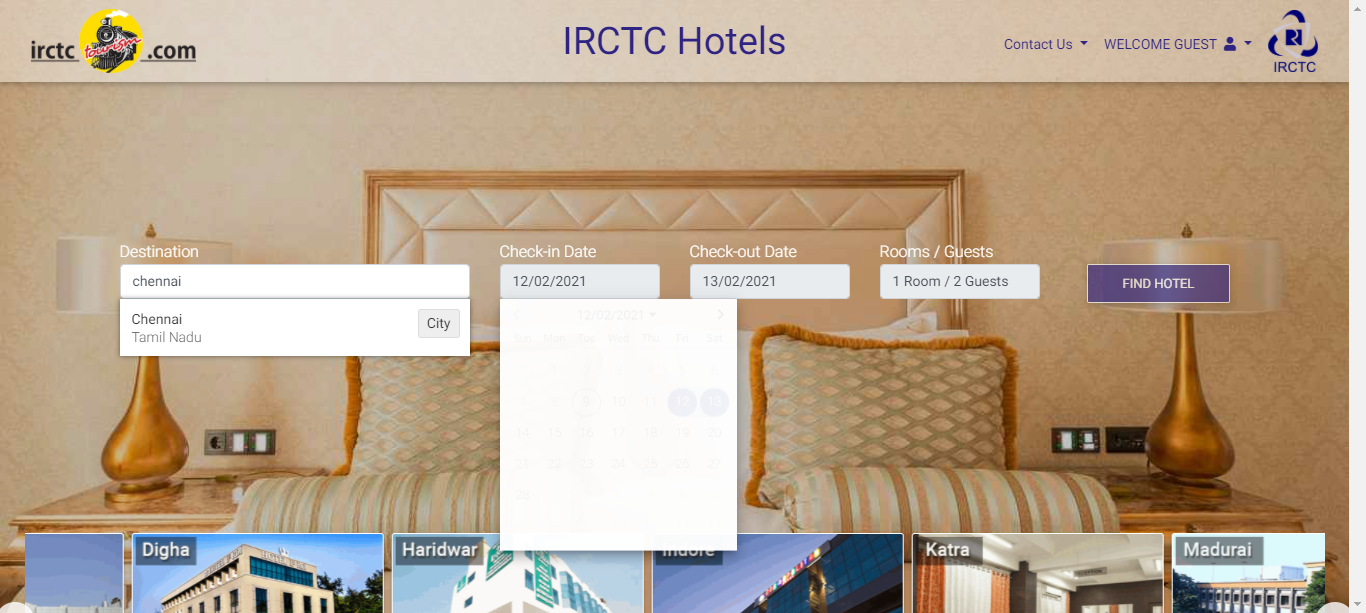 irctc tourism .com
IRCTC Hotels
Contact Us
WELCOME GUEST
IRCTC
Destination
Check-in Date
Check-out Date
Rooms / Guests
chennai
12/02/2021
13/02/2021
1 Room / 2 Guests
FIND HOTEL
Chennai
Tamil Nadu
City
12/02/2021
Sun Mon Tue Wed Thu Fri Sat
1 2 3 4 5 6
7 8 9 10 11 12 13
14 15 16 17 18 19 20
21 22 23 24 25 26 27
28
Digha
Haridwar
Indore
Katra
Madurai